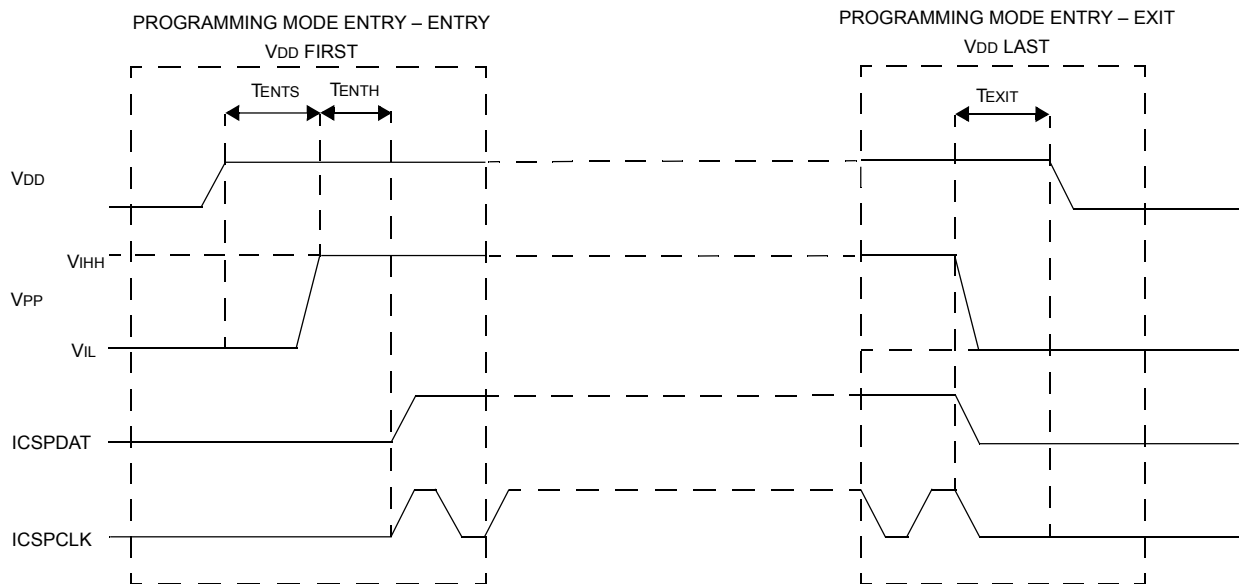 PROGRAMMING MODE ENTRY – ENTRY
VDD FIRST
PROGRAMMING MODE ENTRY – EXIT
VDD LAST
TENTS
TENTH
TEXIT
VDD
VIHH
VPP
VIL
ICSPDAT
ICSPCLK